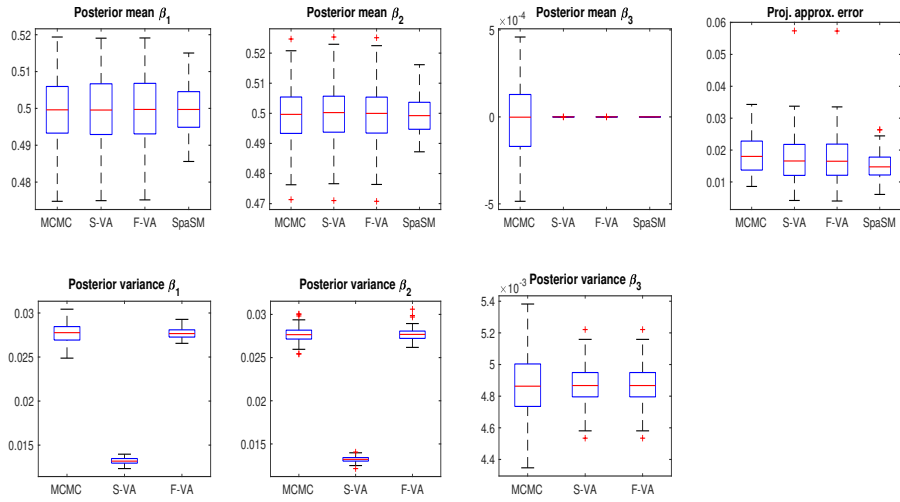 Posterior mean β1
0.52
0.51
0.5
0.49
0.48
MCMC S-VA F-VA SpaSM
Posterior mean β2
0.52
0.51
0.5
0.49
0.48
0.47
MCMC S-VA F-VA SpaSM
Posterior mean β3
×10-4
5
0
-5
MCMC S-VA F-VA SpaSM
Proj. approx. error
0.06
0.05
0.04
0.03
0.02
0.01
MCMC S-VA F-VA SpaSM
Posterior variance β1
0.03
0.025
0.02
0.015
MCMC S-VA F-VA
Posterior variance β2
0.03
0.025
0.02
0.015
MCMC S-VA F-VA
Posterior variance β3
×10-3
5.4
5.2
5
4.8
4.6
4.4
MCMC S-VA F-VA